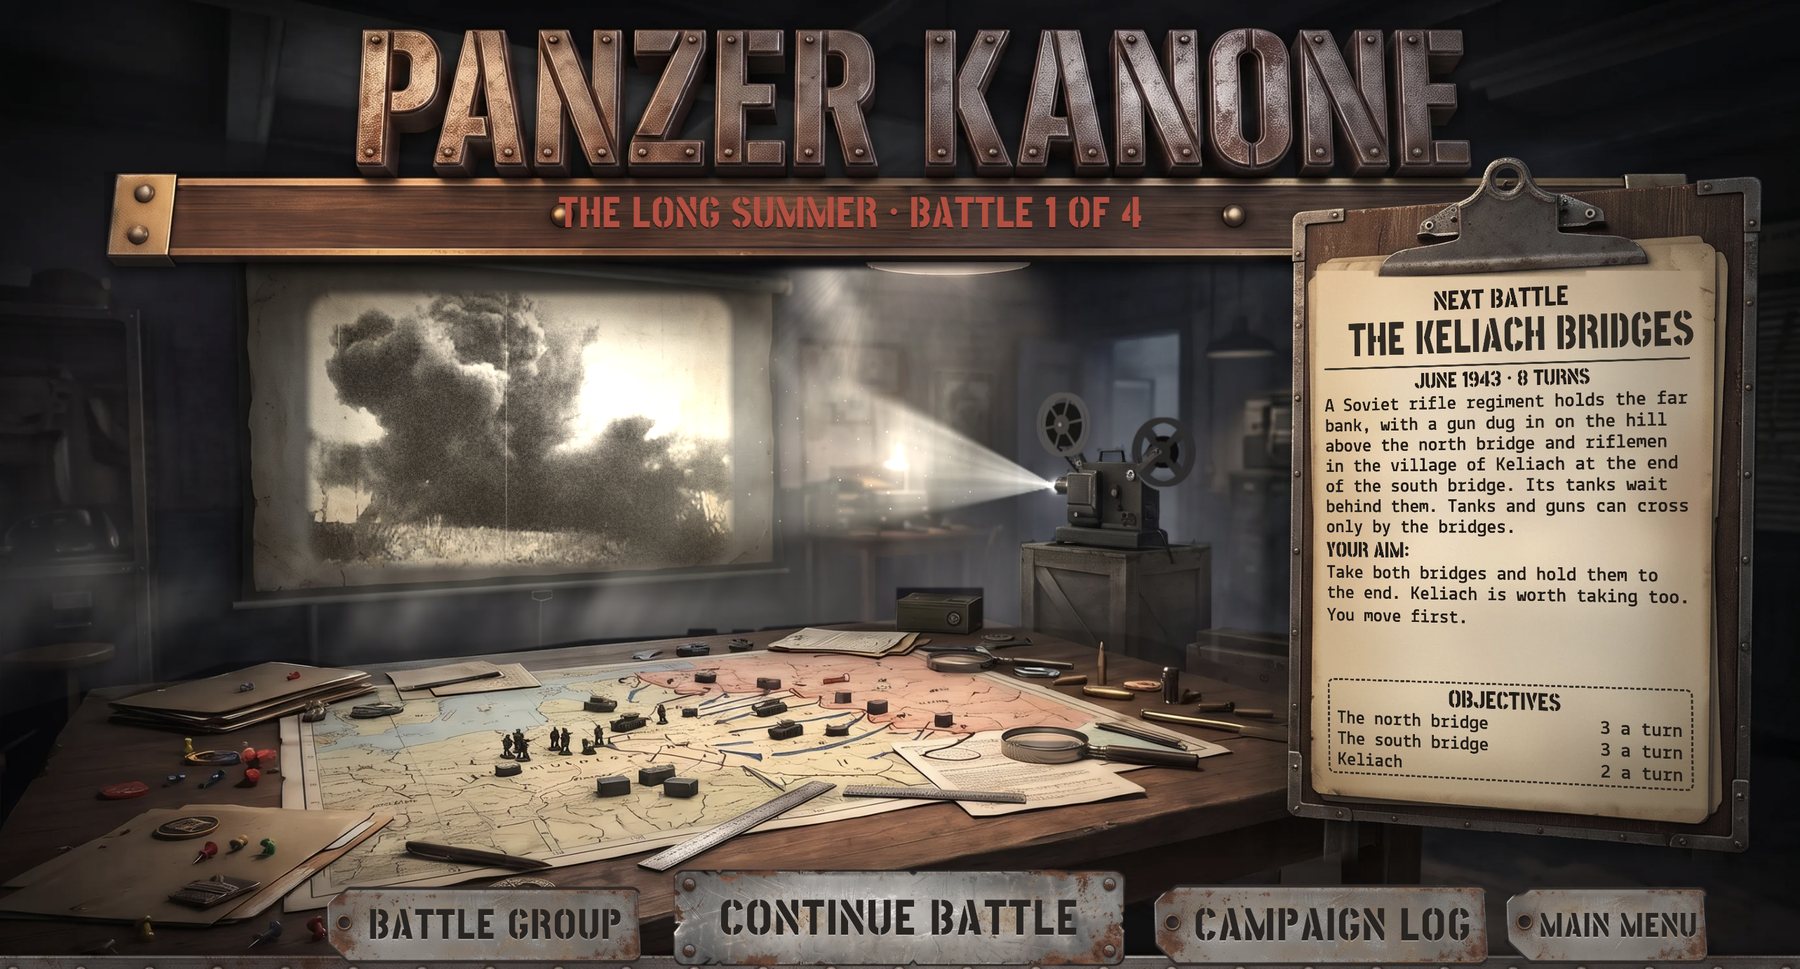 PANZER KANONE
THE LONG SUMMER · BATTLE 1 OF 4
NEXT BATTLE
THE KELIACH BRIDGES
JUNE 1943 · 8 TURNS
A Soviet rifle regiment holds the far
bank, with a gun dug in on the hill
above the north bridge and riflemen
in the village of Keliach at the end
of the south bridge. Its tanks wait
behind them. Tanks and guns can cross
only by the bridges.
YOUR AIM:
Take both bridges and hold them to
the end. Keliach is worth taking too.
You move first.
OBJECTIVES
The north bridge 3 a turn
The south bridge 3 a turn
Keliach 2 a turn
BATTLE GROUP
CONTINUE BATTLE
CAMPAIGN LOG
MAIN MENU